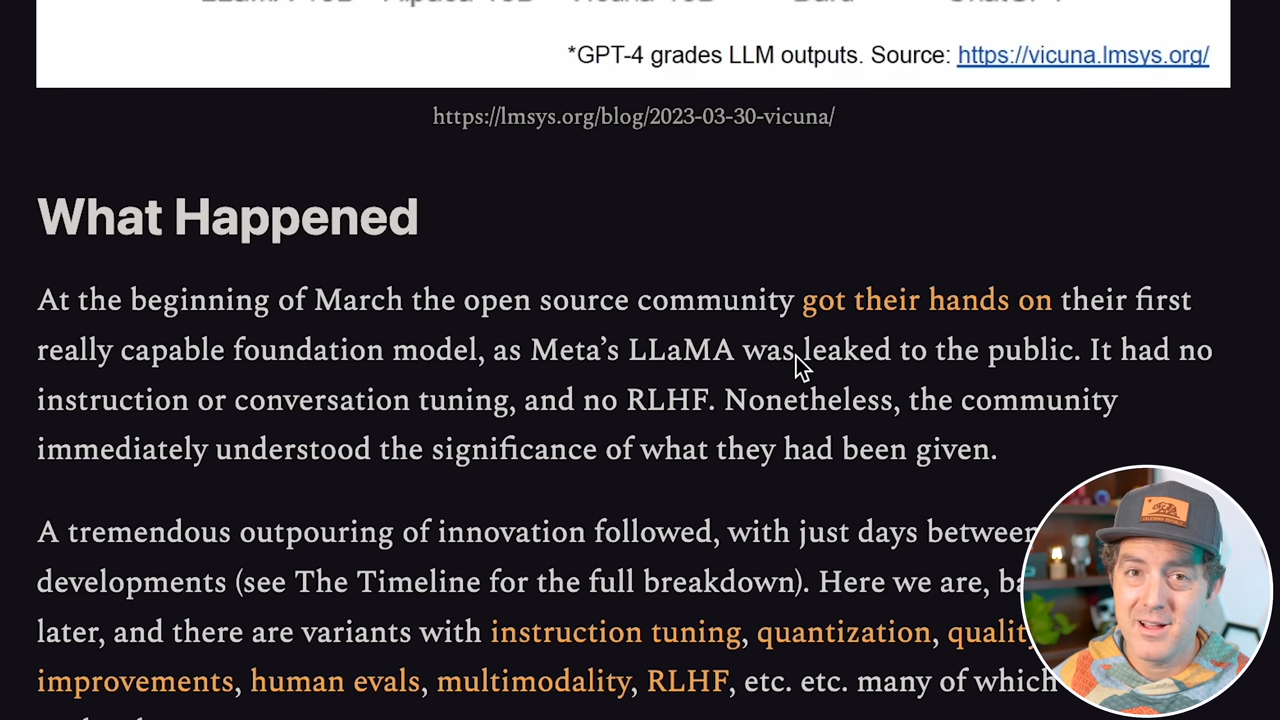 *GPT-4 grades LLM outputs. Source: https://vicuna.lmsys.org/
https://lmsys.org/blog/2023-03-30-vicuna/
What Happened
At the beginning of March the open source community got their hands on their first
really capable foundation model, as Meta’s LLaMA was leaked to the public. It had no
instruction or conversation tuning, and no RLHF. Nonetheless, the community
immediately understood the significance of what they had been given.
A tremendous outpouring of innovation followed, with just days between
developments (see The Timeline for the full breakdown). Here we are,
later, and there are variants with instruction tuning, quantization, quality
improvements, human evals, multimodality, RLHF, etc. etc. many of which